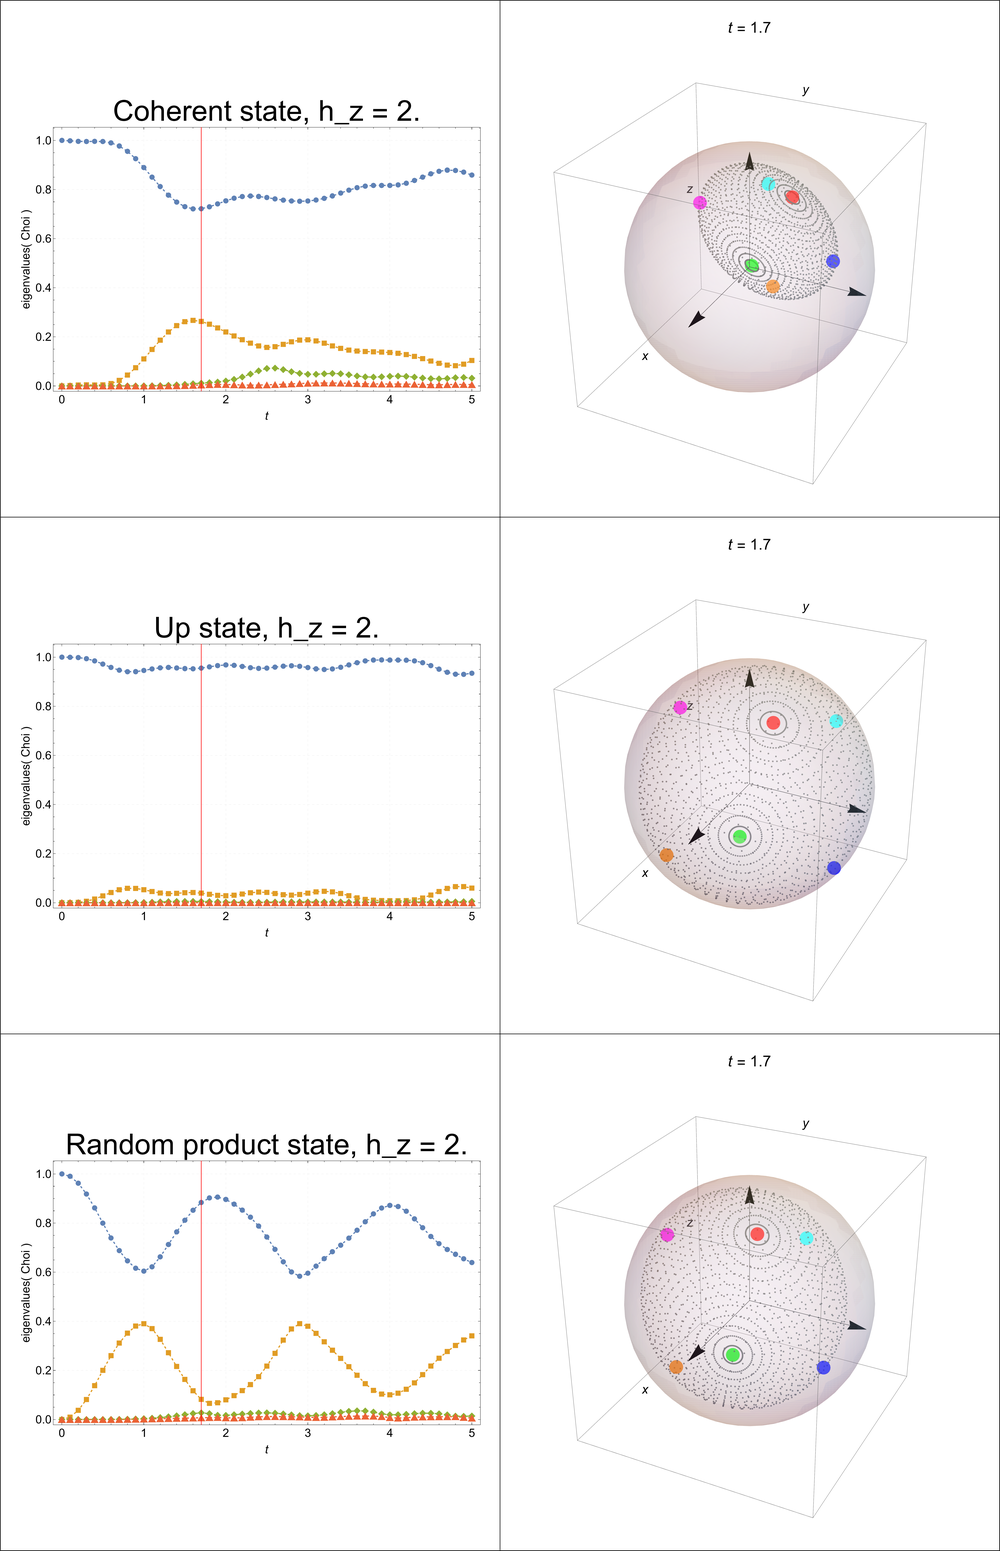 Coherent state, h_z = 2.
eigenvalues( Choi )
1.0
0.8
0.6
0.4
0.2
0.0
0 1 2 3 4 5
t
t = 1.7
y
z
x
Up state, h_z = 2.
eigenvalues( Choi )
1.0
0.8
0.6
0.4
0.2
0.0
0 1 2 3 4 5
t
t = 1.7
y
z
x
Random product state, h_z = 2.
eigenvalues( Choi )
1.0
0.8
0.6
0.4
0.2
0.0
0 1 2 3 4 5
t
t = 1.7
y
z
x